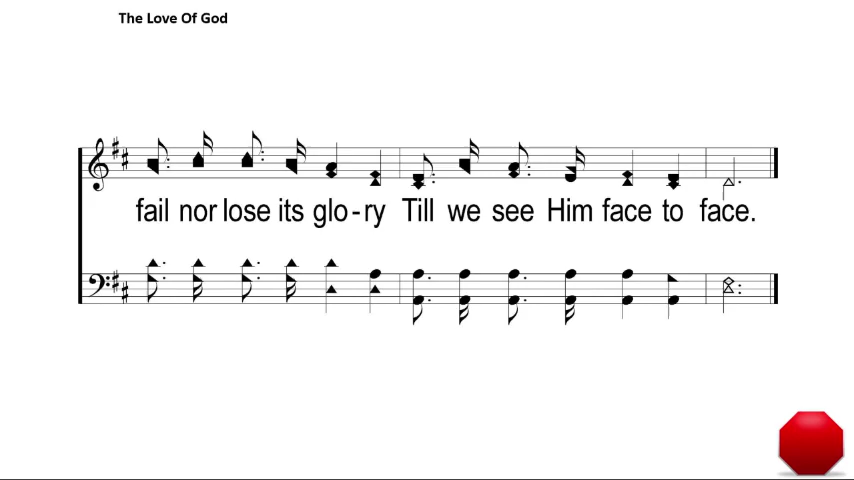 The Love Of God
fail nor lose its glo-ry Till we see Him face to face.